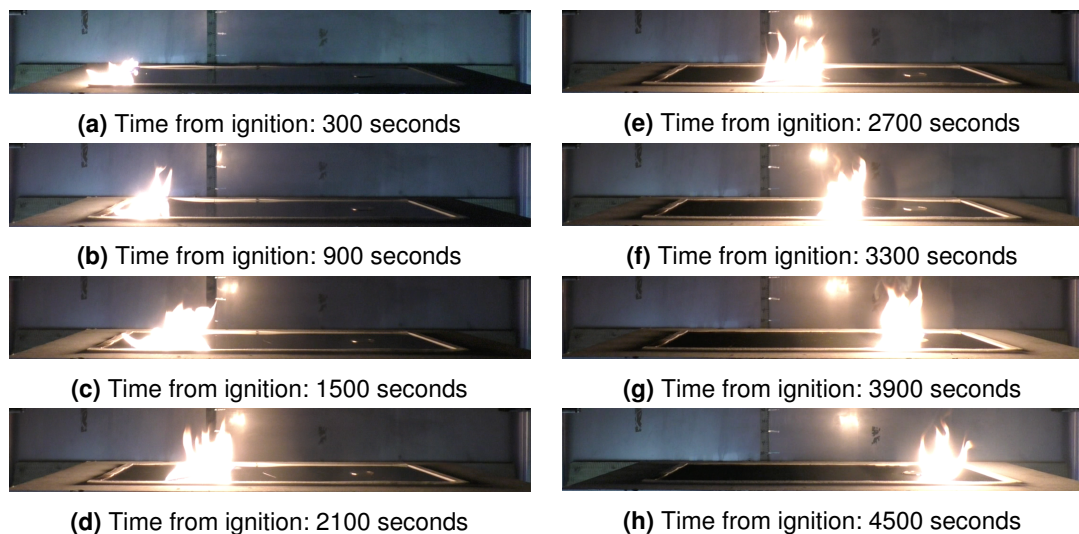 (a) Time from ignition: 300 seconds
(b) Time from ignition: 900 seconds
(c) Time from ignition: 1500 seconds
(d) Time from ignition: 2100 seconds
(e) Time from ignition: 2700 seconds
(f) Time from ignition: 3300 seconds
(g) Time from ignition: 3900 seconds
(h) Time from ignition: 4500 seconds